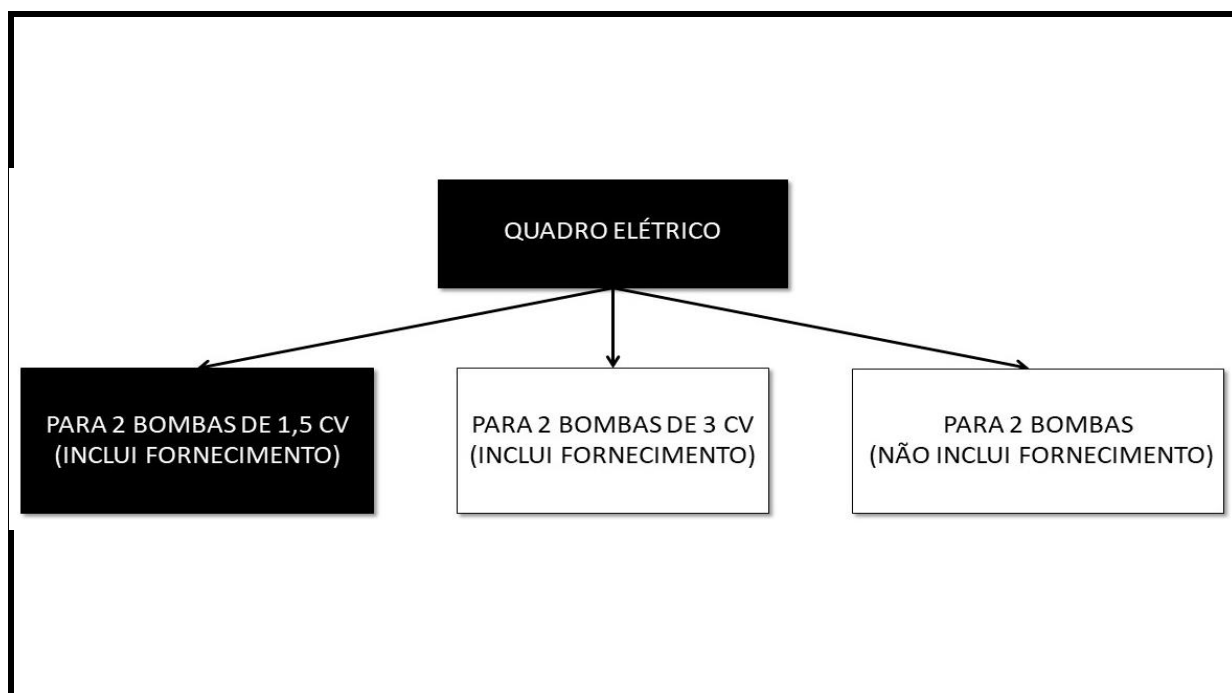 QUADRO ELÉTRICO
PARA 2 BOMBAS DE 1,5 CV
(INCLUI FORNECIMENTO)
PARA 2 BOMBAS DE 3 CV
(INCLUI FORNECIMENTO)
PARA 2 BOMBAS
(NÃO INCLUI FORNECIMENTO)